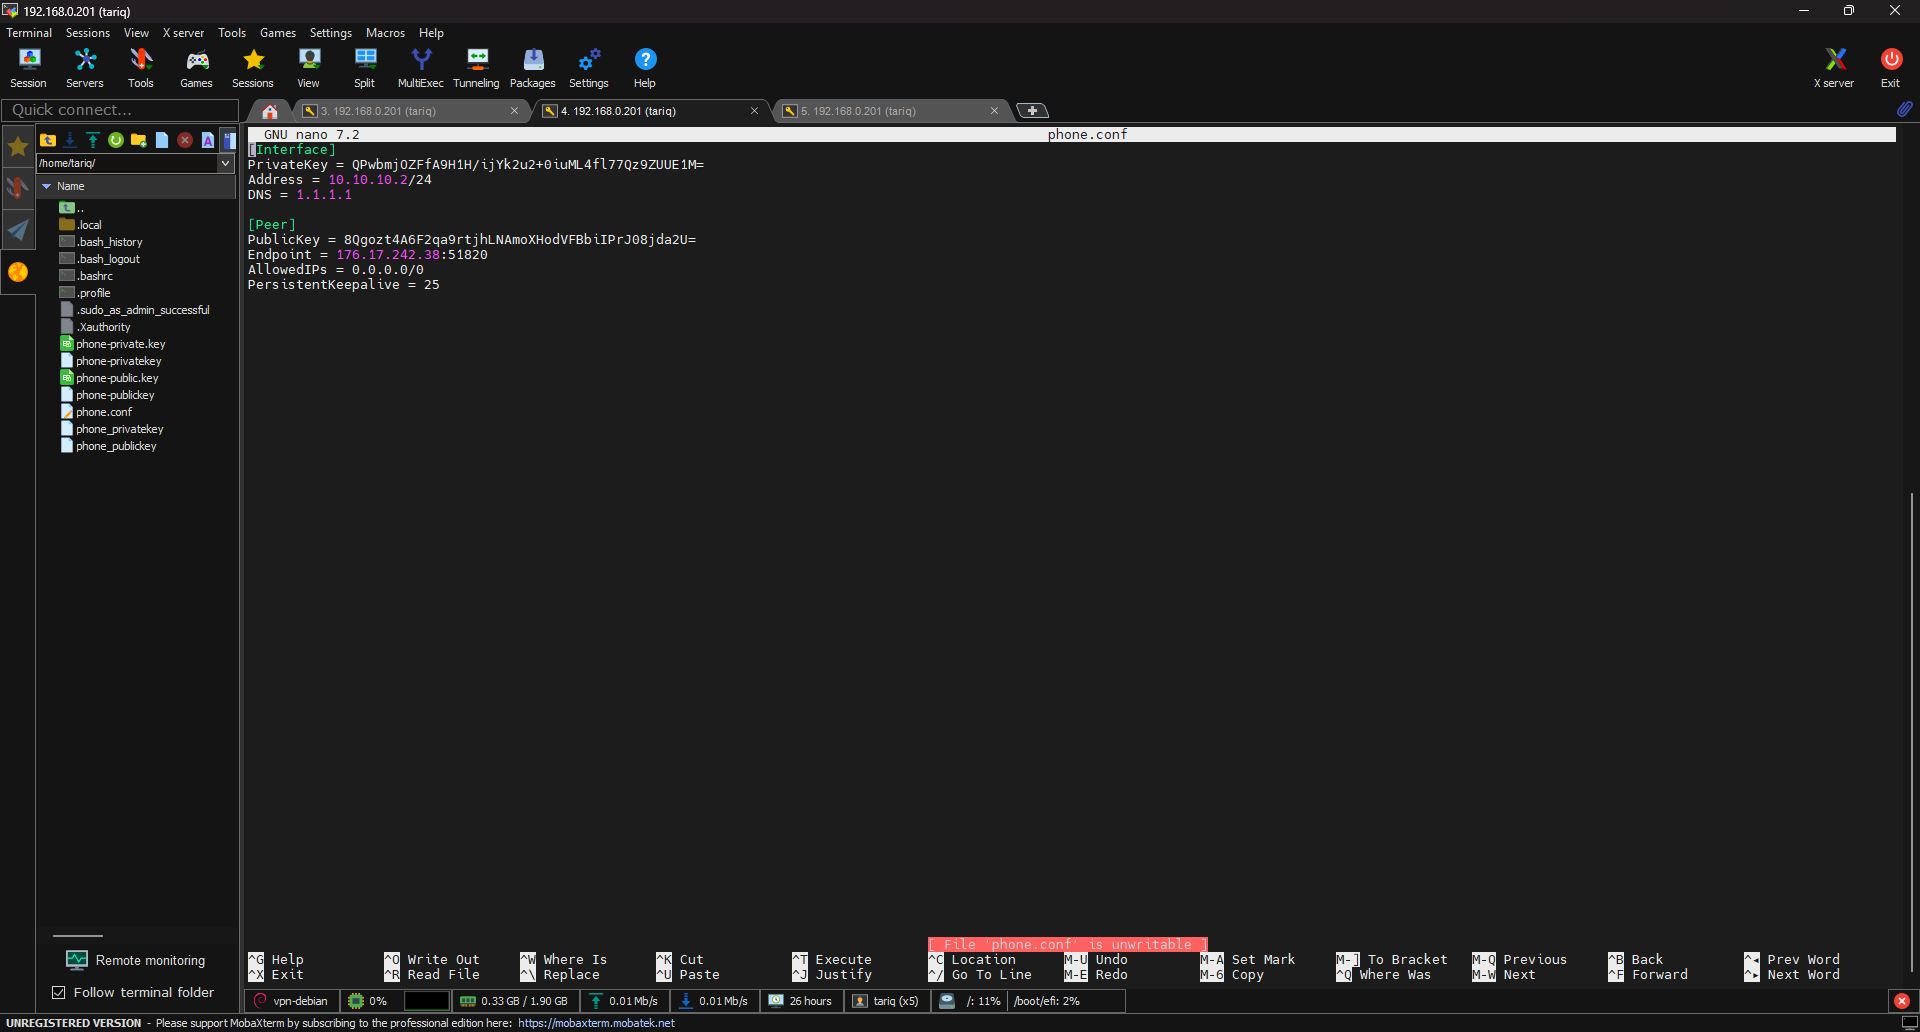 192.168.0.201 (tariq)
Terminal Sessions View X server Tools Games Settings Macros Help
Session Servers Tools Games Sessions View Split MultiExec Tunneling Packages Settings Help X server Exit
Quick connect...
3. 192.168.0.201 (tariq)
4. 192.168.0.201 (tariq)
5. 192.168.0.201 (tariq)
/home/tariq/
Name
..
.local
.bash_history
.bash_logout
.bashrc
.profile
.sudo_as_admin_successful
.Xauthority
phone-private.key
phone-privatekey
phone-public.key
phone-publickey
phone.conf
phone_privatekey
phone_publickey
Remote monitoring
Follow terminal folder
GNU nano 7.2 phone.conf
[Interface]
PrivateKey = QPwbmjOZFfA9H1H/ijYk2u2+0iuML4fl77Qz9ZUUE1M=
Address = 10.10.10.2/24
DNS = 1.1.1.1
[Peer]
PublicKey = 8Qgozt4A6F2qa9rtjhLNAmoXHodVFBbiIPrJ08jda2U=
Endpoint = 176.17.242.38:51820
AllowedIPs = 0.0.0.0/0
PersistentKeepalive = 25
[ File 'phone.conf' is unwritable ]
^G Help ^O Write Out ^W Where Is ^K Cut ^T Execute ^C Location M-U Undo M-A Set Mark M-] To Bracket M-Q Previous ^B Back ^◂ Prev Word
^X Exit ^R Read File ^\ Replace ^U Paste ^J Justify ^/ Go To Line M-E Redo M-6 Copy ^Q Where Was M-W Next ^F Forward ^▸ Next Word
vpn-debian 0% 0.33 GB / 1.90 GB 0.01 Mb/s 0.01 Mb/s 26 hours tariq (x5) /: 11% /boot/efi: 2%
UNREGISTERED VERSION - Please support MobaXterm by subscribing to the professional edition here: https://mobaxterm.mobatek.net